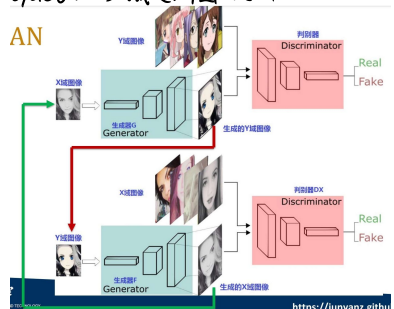 AN
Y域图像
判别器
Discriminator
X域图像
Real
Fake
生成器G
Generator
生成的Y域图像
X域图像
判别器DX
Discriminator
Y域图像
Real
Fake
生成器F
Generator
生成的X域图像
TECHNOLOGY
https://junyanz.githu